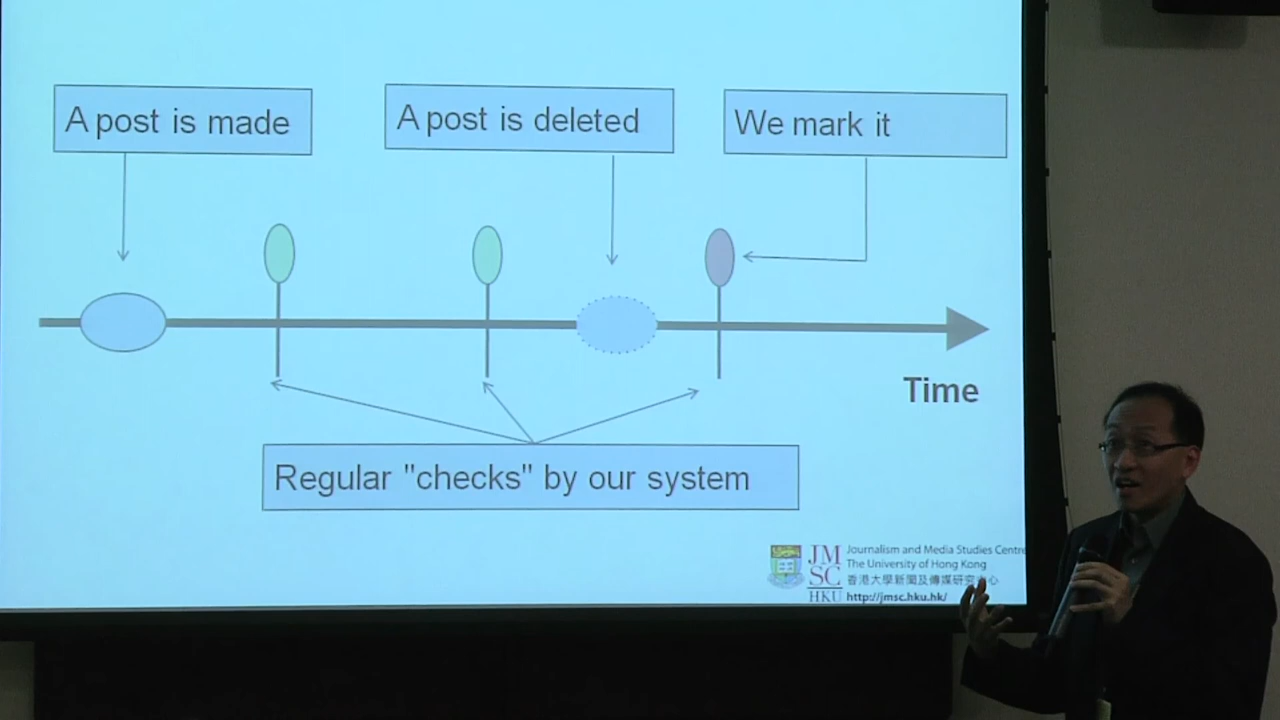 A post is made
A post is deleted
We mark it
Time
Regular "checks" by our system
JM
SC
HKU
Journalism and Media Studies Centre
The University of Hong Kong
香港大學新聞及傳媒研究中心
http://jmsc.hku.hk/